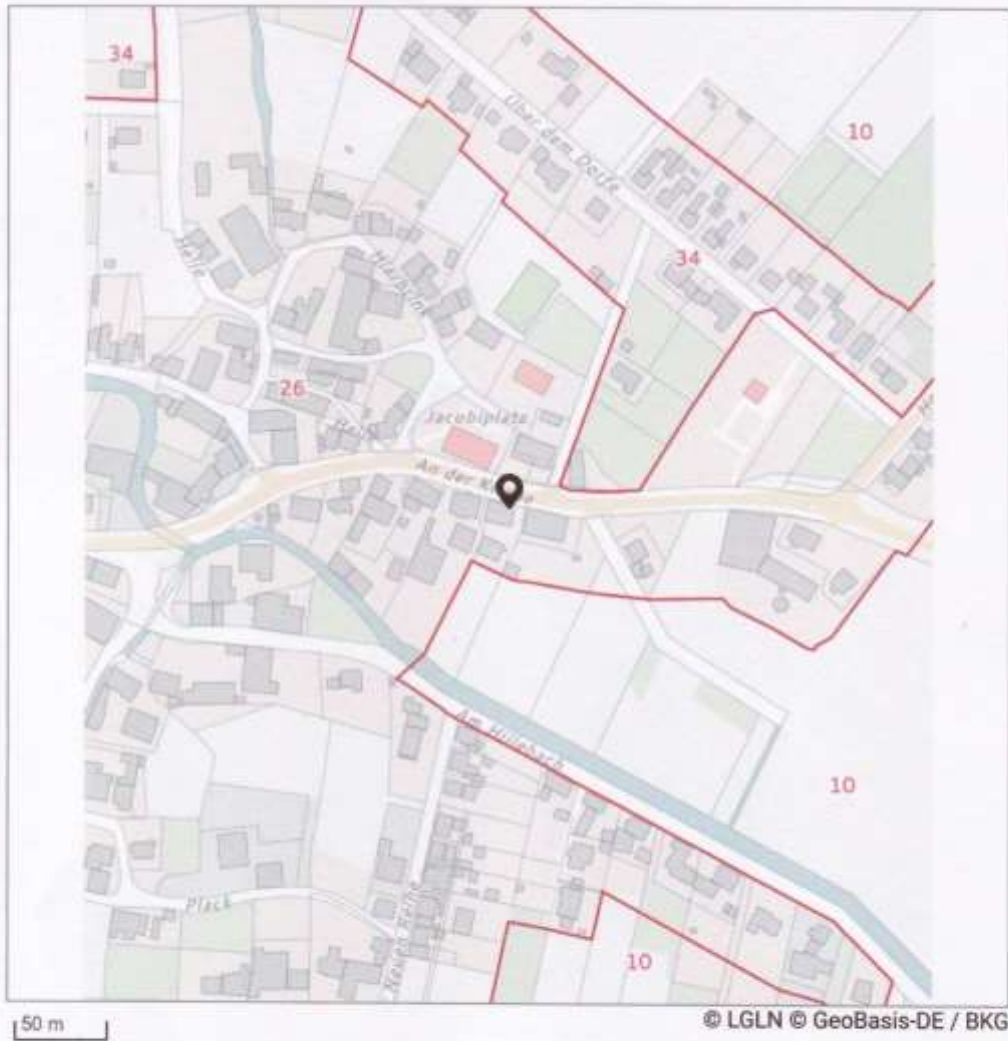 34
10
Über dem Dorfe
34
Helle
26
Jacobiplatz
An der
Am Hillebach
10
Plack
10
50 m
© LGLN © GeoBasis-DE / BKG